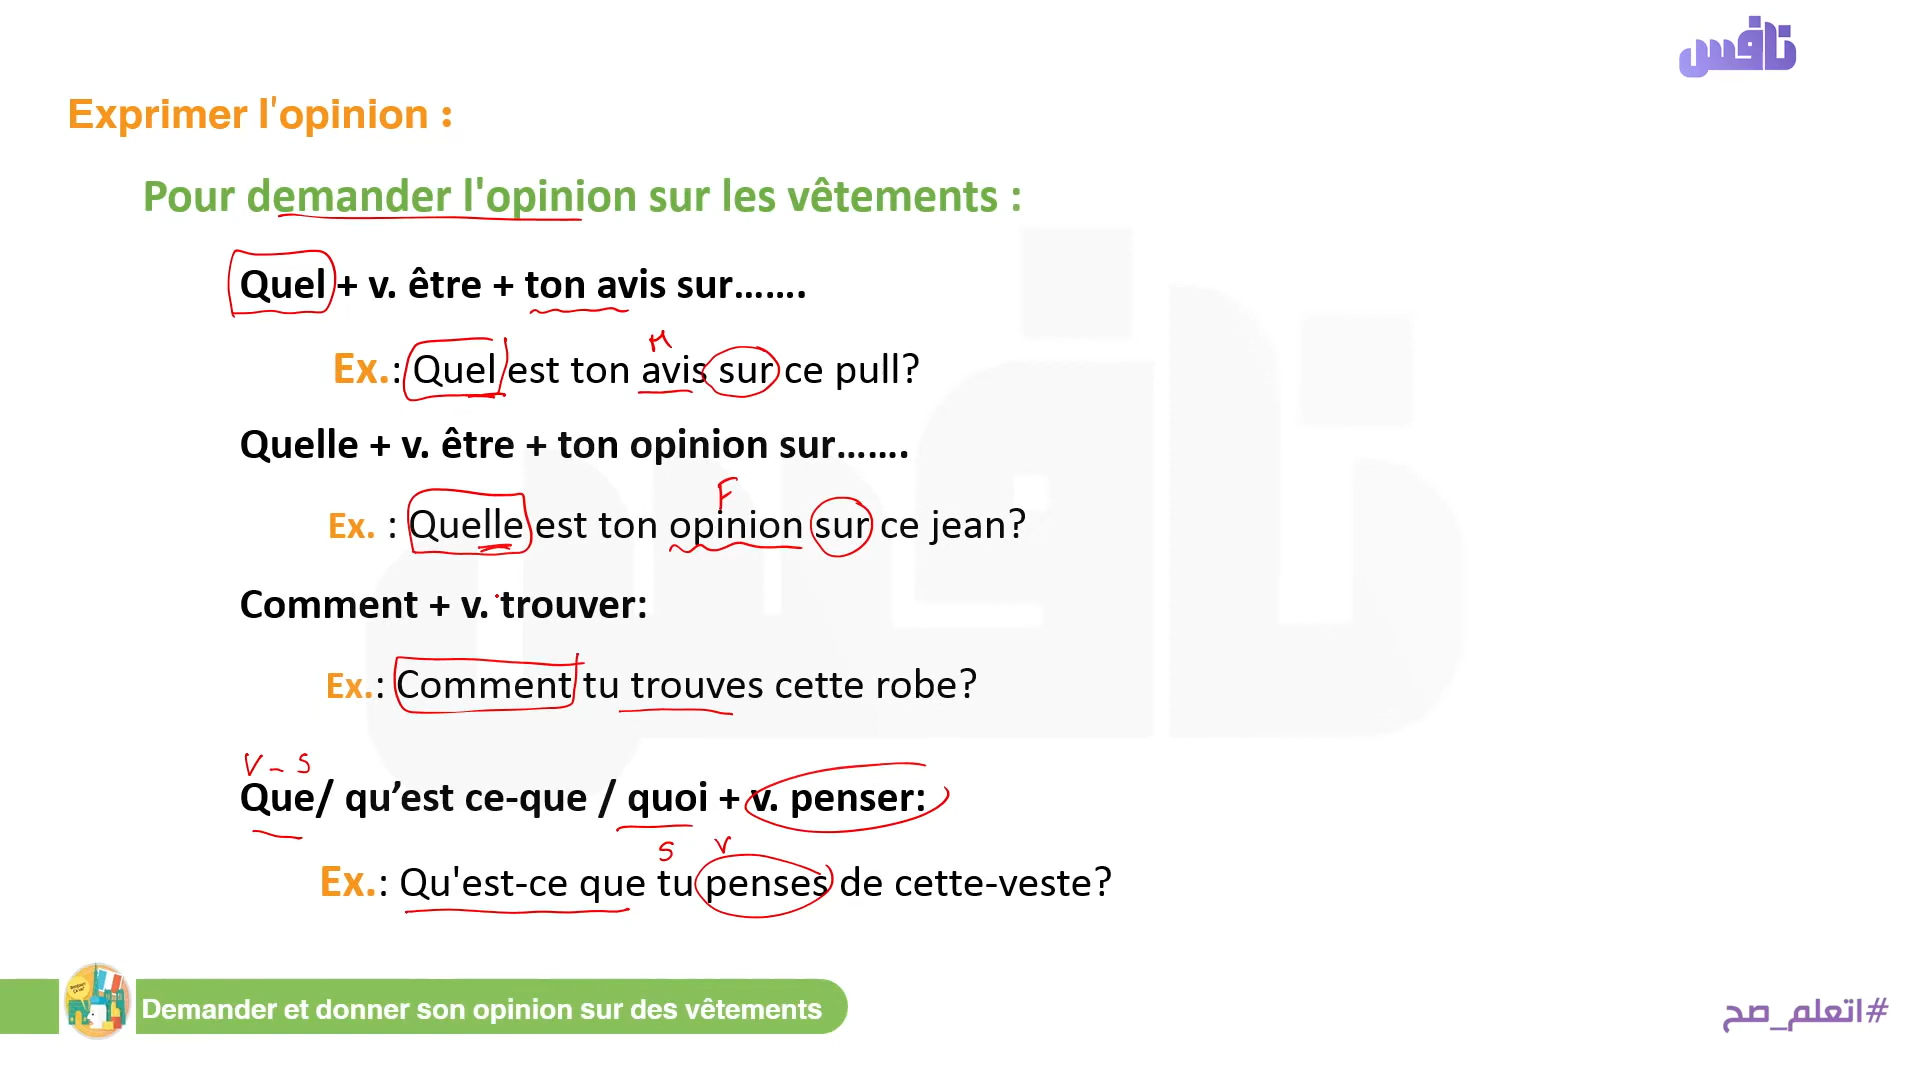 نافس
Exprimer l'opinion :
Pour demander l'opinion sur les vêtements :
Quel + v. être + ton avis sur…….
M
Ex.: Quel est ton avis sur ce pull?
Quelle + v. être + ton opinion sur…….
F
Ex. : Quelle est ton opinion sur ce jean?
Comment + v. trouver:
Ex.: Comment tu trouves cette robe?
V - S
Que/ qu’est ce-que / quoi + v. penser:
S V
Ex.: Qu'est-ce que tu penses de cette-veste?
Demander et donner son opinion sur des vêtements
#اتعلم_صح